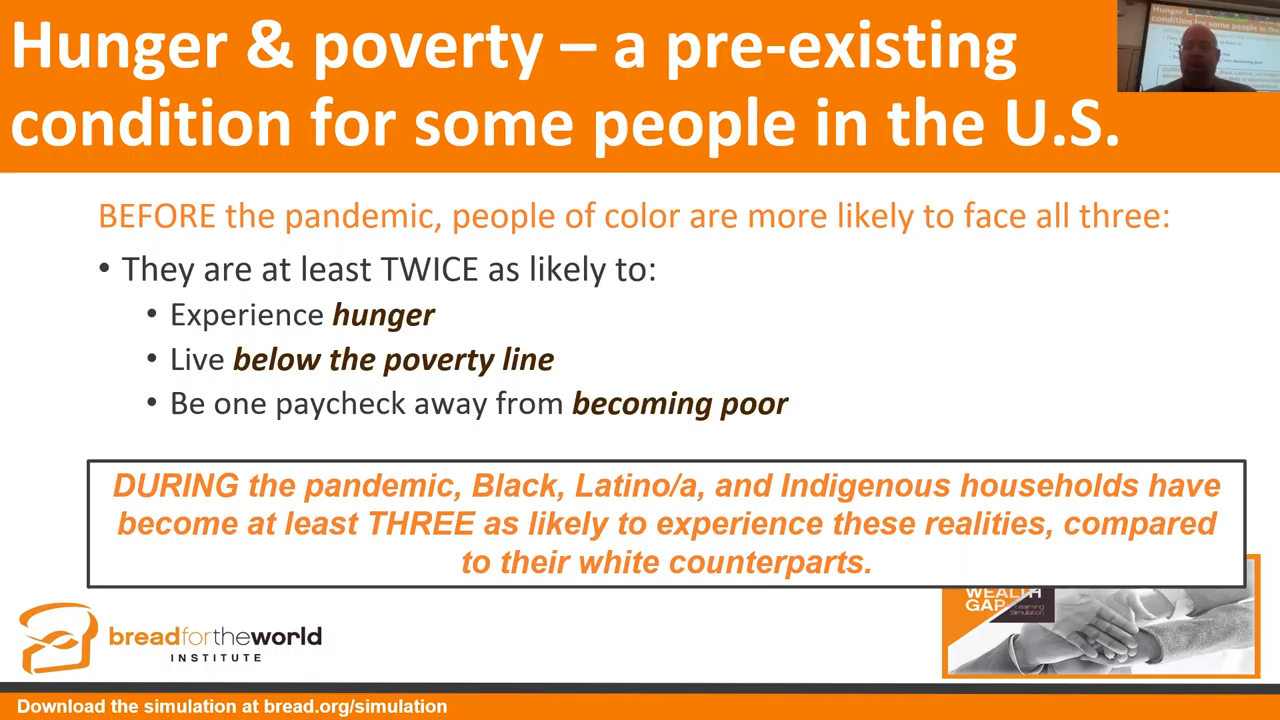 Hunger & poverty – a pre-existing
condition for some people in the U.S.
BEFORE the pandemic, people of color are more likely to face all three:
• They are at least TWICE as likely to:
• Experience hunger
• Live below the poverty line
• Be one paycheck away from becoming poor
DURING the pandemic, Black, Latino/a, and Indigenous households have
become at least THREE as likely to experience these realities, compared
to their white counterparts.
WEALTH
GAP
Learning
Simulation
breadfortheworld
INSTITUTE
Download the simulation at bread.org/simulation